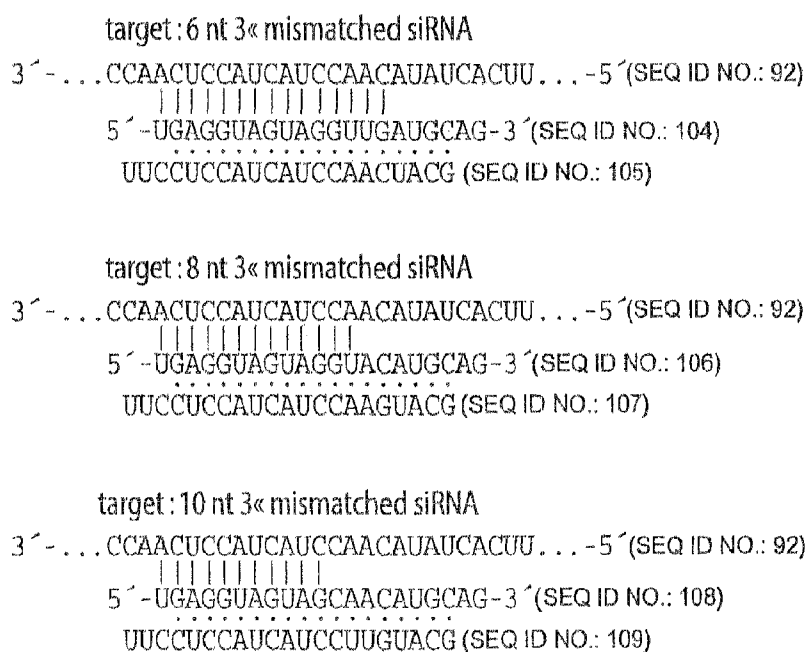 target : 6 nt 3« mismatched siRNA
3´-...CCAACUCCAUCAUCCAACAUAUCACUU...-5´(SEQ ID NO.: 92)
5´-UGAGGUAGUAGGUUGAUGCAG-3´(SEQ ID NO.: 104)
UUCCUCCAUCAUCCAACUACG (SEQ ID NO.: 105)
target : 8 nt 3« mismatched siRNA
3´-...CCAACUCCAUCAUCCAACAUAUCACUU...-5´(SEQ ID NO.: 92)
5´-UGAGGUAGUAGGUACAUGCAG-3´(SEQ ID NO.: 106)
UUCCUCCAUCAUCCAAGUACG (SEQ ID NO.: 107)
target : 10 nt 3« mismatched siRNA
3´-...CCAACUCCAUCAUCCAACAUAUCACUU...-5´(SEQ ID NO.: 92)
5´-UGAGGUAGUAGCAACAUGCAG-3´(SEQ ID NO.: 108)
UUCCUCCAUCAUCCUUGUACG (SEQ ID NO.: 109)